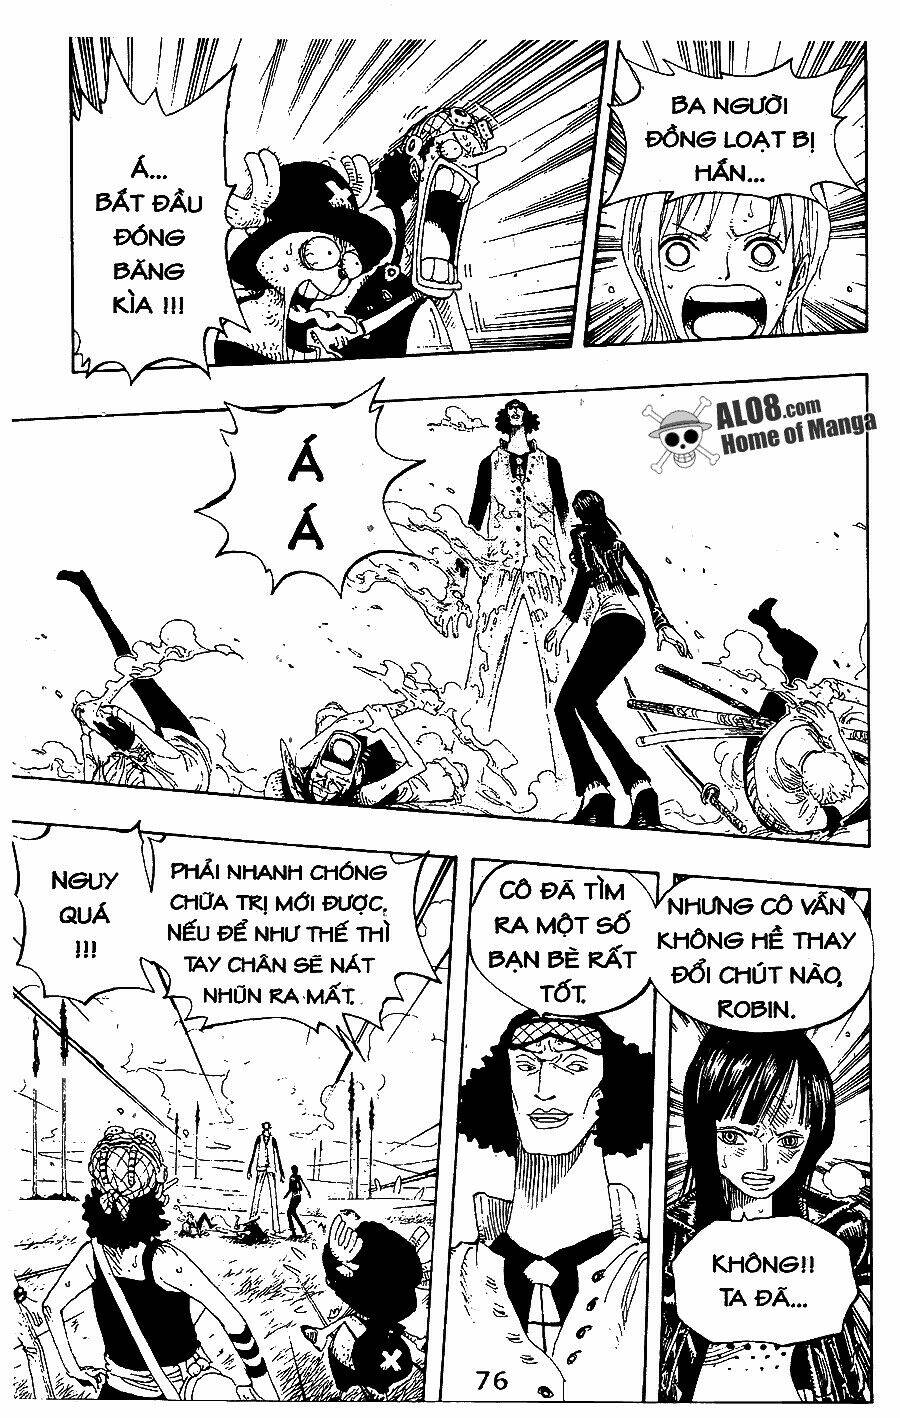 BA NGƯỜI
ĐỒNG LOẠT BỊ
HẮN...
Á...
BẮT ĐẦU
ĐÓNG
BĂNG
KÌA !!!
AL08.com
Home of Manga
Á
Á
NHƯNG CÔ VẪN
KHÔNG HỀ THAY
ĐỔI CHÚT NÀO,
ROBIN.
CÔ ĐÃ TÌM
RA MỘT SỐ
BẠN BÈ RẤT
TỐT.
KHÔNG!!
TA ĐÃ...
PHẢI NHANH CHÓNG
CHỮA TRỊ MỚI ĐƯỢC,
NẾU ĐỂ NHƯ THẾ THÌ
TAY CHÂN SẼ NÁT
NHŨN RA MẤT.
NGUY
QUÁ
!!!
76